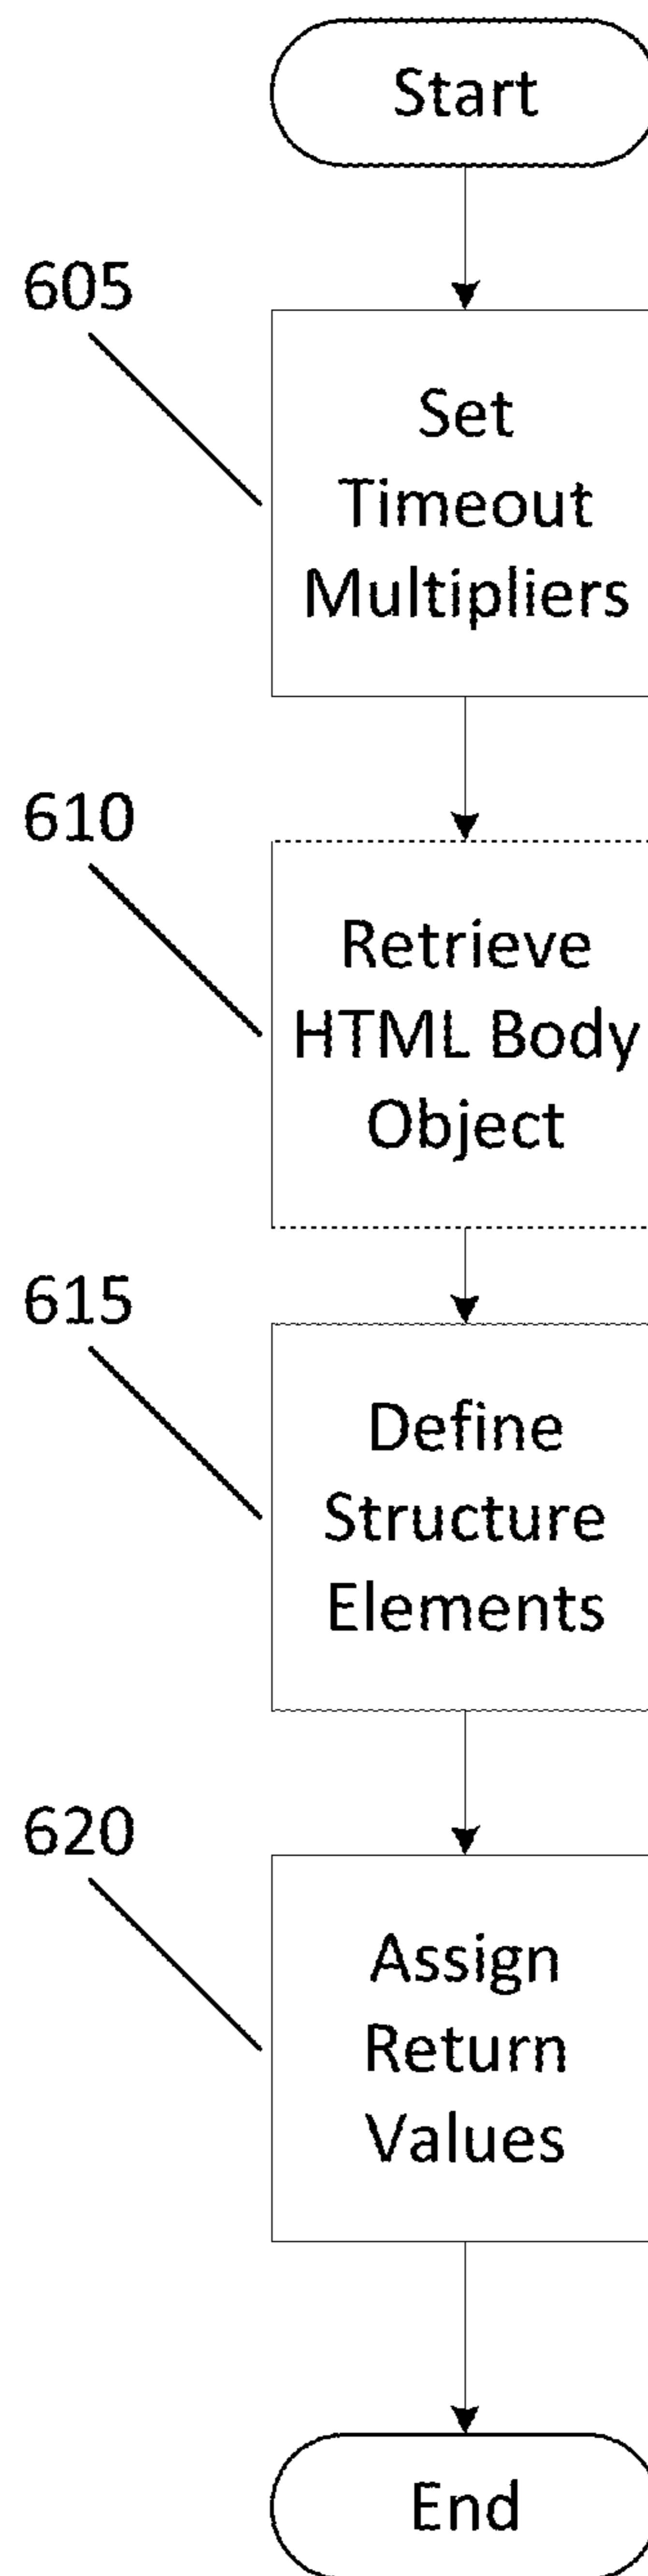 Start
605
Set
Timeout
Multipliers
610
Retrieve
HTML Body
Object
615
Define
Structure
Elements
620
Assign
Return
Values
End